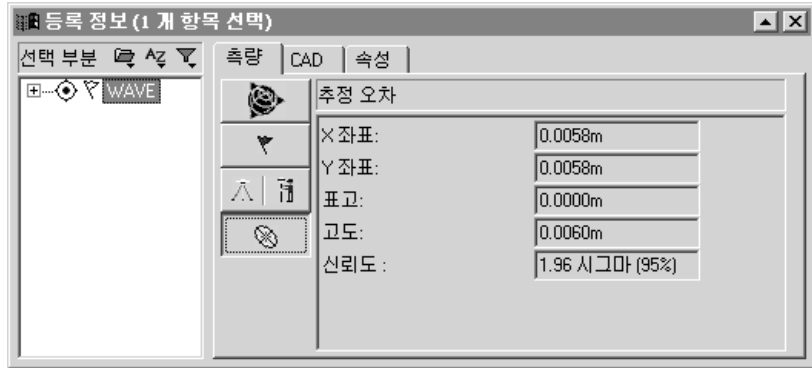 등록 정보 (1 개 항목 선택)
선택 부분
측량 CAD 속성
WAVE
추정 오차
X 좌표: 0.0058m
Y 좌표: 0.0058m
표고: 0.0000m
고도: 0.0060m
신뢰도 : 1.96 시그마 (95%)